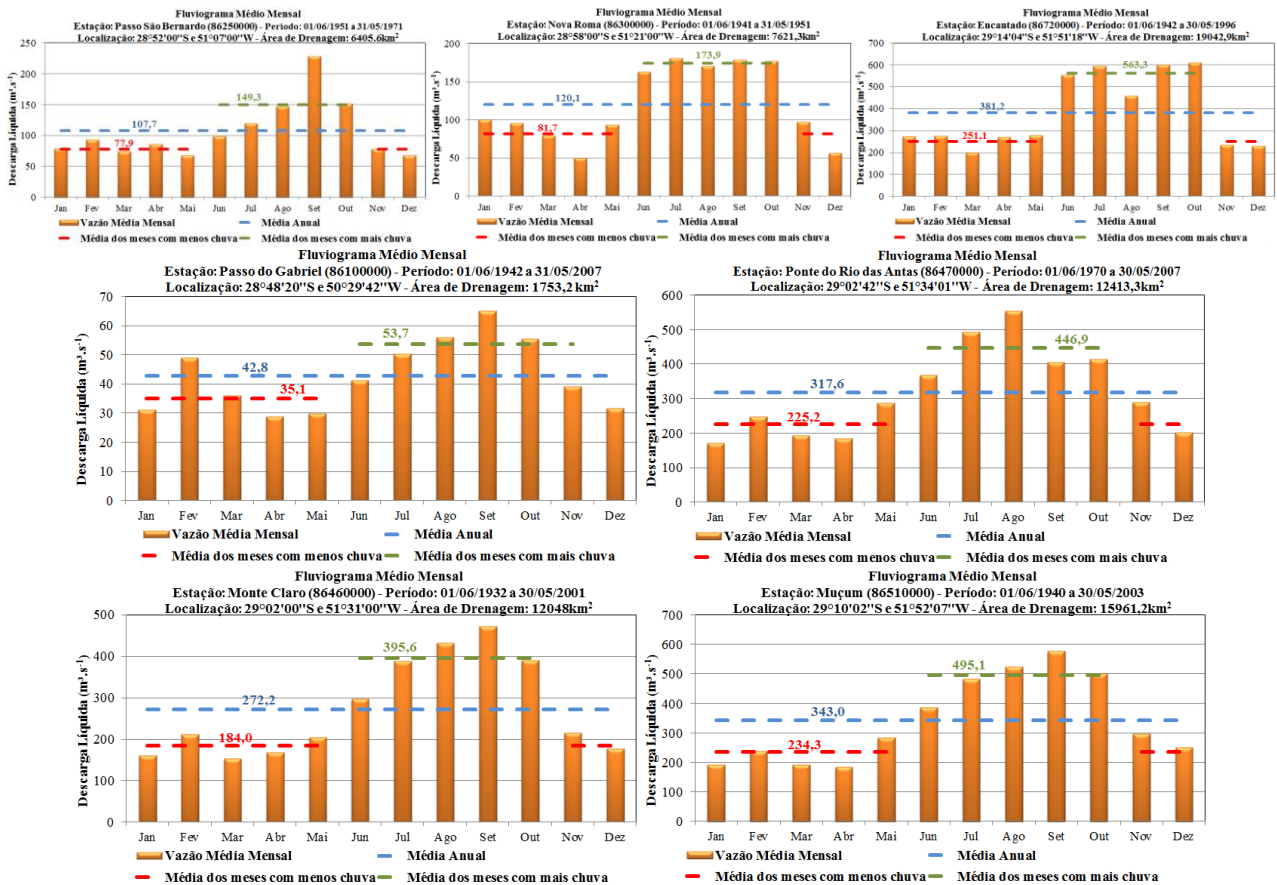 Fluviograma Médio Mensal
Estação: Passo São Bernardo (86250000) - Período: 01/06/1951 a 31/05/1971
Localização: 28°52'00"S e 51°07'00"W - Área de Drenagem: 6405.6km²
Descarga Líquida (m³.s⁻¹)
250
200
150
100
50
0
149,3
107,7
77,9
Jan Fev Mar Abr Mai Jun Jul Ago Set Out Nov Dez
Vazão Média Mensal Média Anual
Média dos meses com menos chuva Média dos meses com mais chuva
Fluviograma Médio Mensal
Estação: Nova Roma (86300000) - Período: 01/06/1941 a 31/05/1951
Localização: 28°58'00"S e 51°21'00"W - Área de Drenagem: 7621,3km²
Descarga Líquida (m³.s⁻¹)
200
150
100
50
0
173,9
120,1
81,7
Jan Fev Mar Abr Mai Jun Jul Ago Set Out Nov Dez
Vazão Média Mensal Média Anual
Média dos meses com menos chuva Média dos meses com mais chuva
Fluviograma Médio Mensal
Estação: Encantado (86720000) - Período: 01/06/1942 a 30/05/1996
Localização: 29°14'04"S e 51°51'18"W - Área de Drenagem: 19042,9km²
Descarga Líquida (m³.s⁻¹)
700
600
500
400
300
200
100
0
563,3
381,2
251,1
Jan Fev Mar Abr Mai Jun Jul Ago Set Out Nov Dez
Vazão Média Mensal Média Anual
Média dos meses com menos chuva Média dos meses com mais chuva
Fluviograma Médio Mensal
Estação: Passo do Gabriel (86100000) - Período: 01/06/1942 a 31/05/2007
Localização: 28°48'20"S e 50°29'42"W - Área de Drenagem: 1753,2 km²
Descarga Líquida (m³.s⁻¹)
70
60
50
40
30
20
10
0
53,7
42,8
35,1
Jan Fev Mar Abr Mai Jun Jul Ago Set Out Nov Dez
Vazão Média Mensal Média Anual
Média dos meses com menos chuva Média dos meses com mais chuva
Fluviograma Médio Mensal
Estação: Ponte do Rio das Antas (86470000) - Período: 01/06/1970 a 30/05/2007
Localização: 29°02'42"S e 51°34'01"W - Área de Drenagem: 12413,3km²
Descarga Líquida (m³.s⁻¹)
600
500
400
300
200
100
0
446,9
317,6
225,2
Jan Fev Mar Abr Mai Jun Jul Ago Set Out Nov Dez
Vazão Média Mensal Média Anual
Média dos meses com menos chuva Média dos meses com mais chuva
Fluviograma Médio Mensal
Estação: Monte Claro (86460000) - Período: 01/06/1932 a 30/05/2001
Localização: 29°02'00"S e 51°31'00"W - Área de Drenagem: 12048km²
Descarga Líquida (m³.s⁻¹)
500
400
300
200
100
0
395,6
272,2
184,0
Jan Fev Mar Abr Mai Jun Jul Ago Set Out Nov Dez
Vazão Média Mensal Média Anual
Média dos meses com menos chuva Média dos meses com mais chuva
Fluviograma Médio Mensal
Estação: Muçum (86510000) - Período: 01/06/1940 a 30/05/2003
Localização: 29°10'02"S e 51°52'07"W - Área de Drenagem: 15961,2km²
Descarga Líquida (m³.s⁻¹)
700
600
500
400
300
200
100
0
495,1
343,0
234,3
Jan Fev Mar Abr Mai Jun Jul Ago Set Out Nov Dez
Vazão Média Mensal Média Anual
Média dos meses com menos chuva Média dos meses com mais chuva